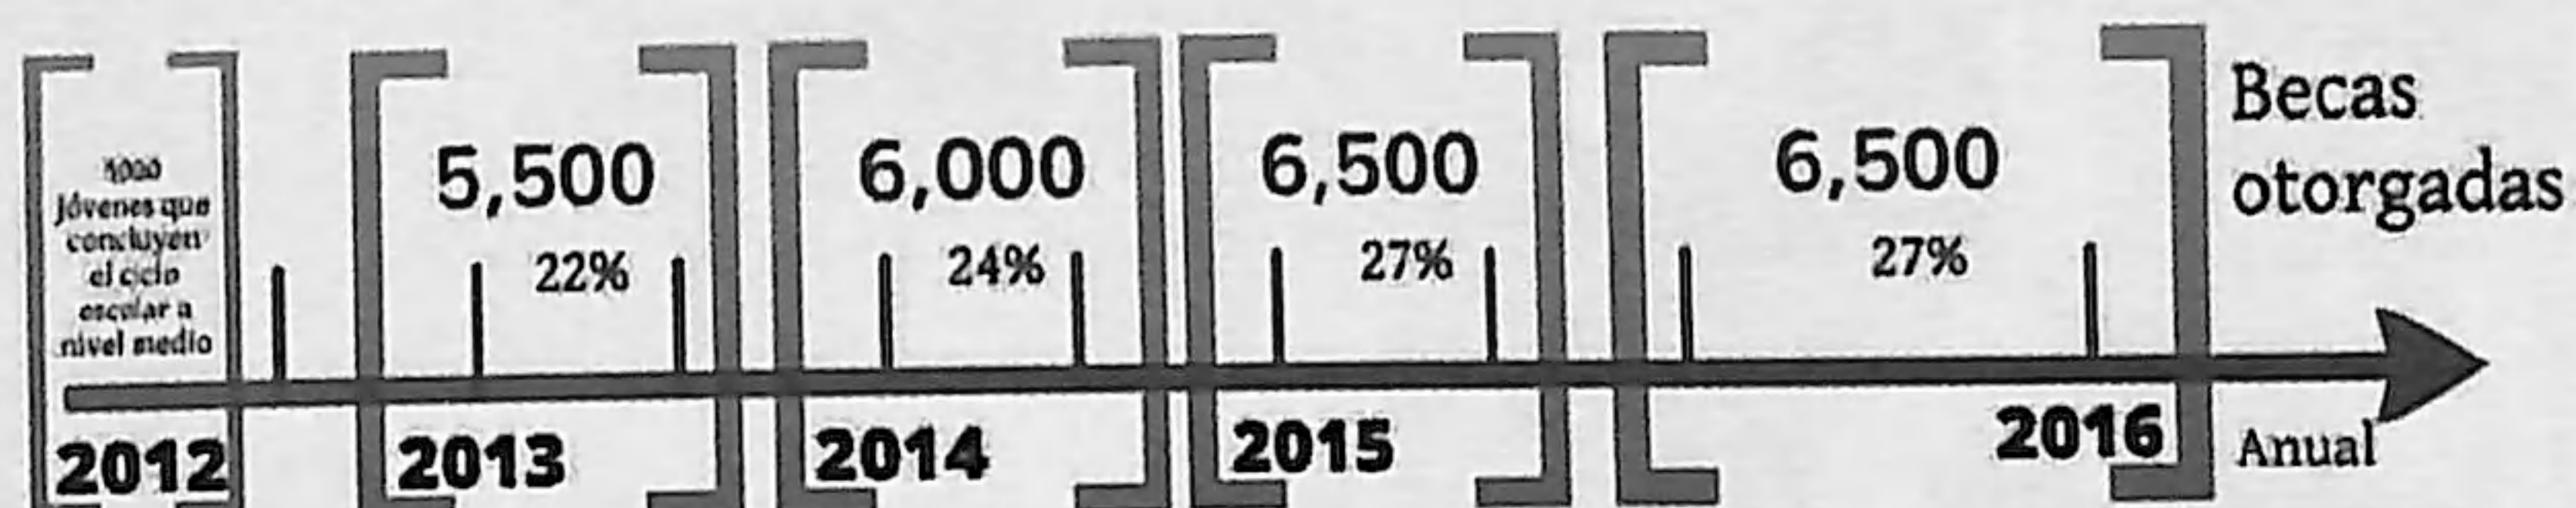 Jóvenes que
concluyen
el ciclo
escolar a
nivel medio
2012
5,500
22%
2013
6,000
24%
2014
6,500
27%
2015
6,500
27%
2016
Becas
otorgadas
Anual